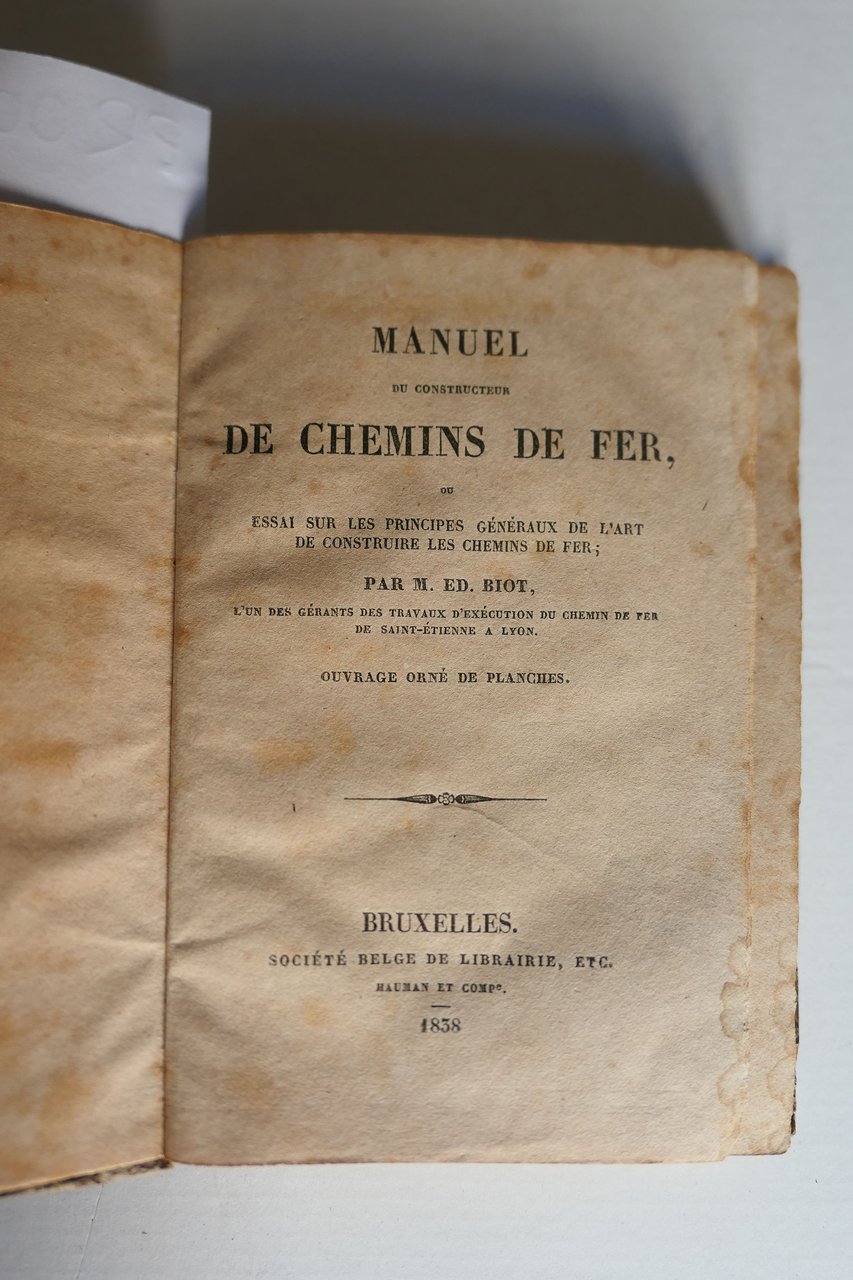 MANUEL
DU CONSTRUCTEUR
DE CHEMINS DE FER,
OU
ESSAI SUR LES PRINCIPES GÉNÉRAUX DE L'ART
DE CONSTRUIRE LES CHEMINS DE FER;
PAR M. ED. BIOT,
L'UN DES GÉRANTS DES TRAVAUX D'EXÉCUTION DU CHEMIN DE FER
DE SAINT-ÉTIENNE A LYON.
OUVRAGE ORNÉ DE PLANCHES.
BRUXELLES.
SOCIÉTÉ BELGE DE LIBRAIRIE, ETC.
HAUMAN ET COMPe.
1838